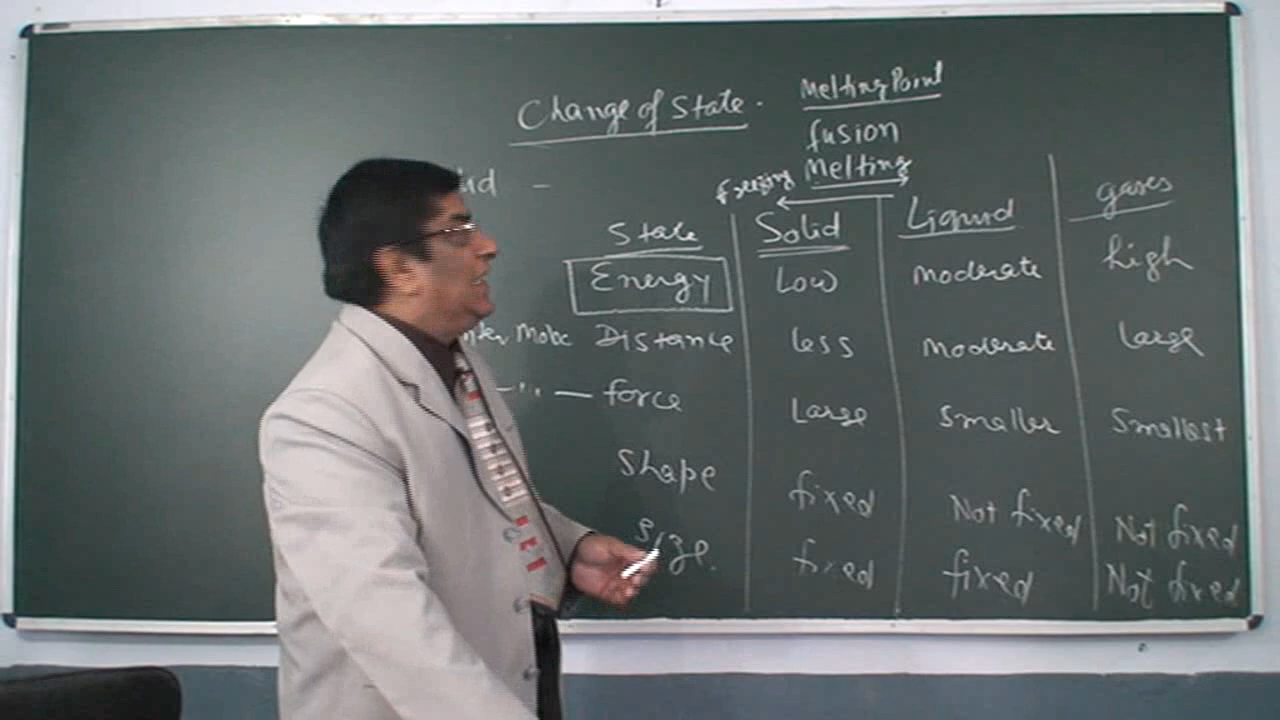 Change of State. Melting Point
fusion
Freezing Melting
State Solid Liquid gases
Energy Low Moderate high
Distance less Moderate Large
force Large Smaller Smallest
Shape fixed Not fixed Not fixed
Size. fixed fixed Not fixed